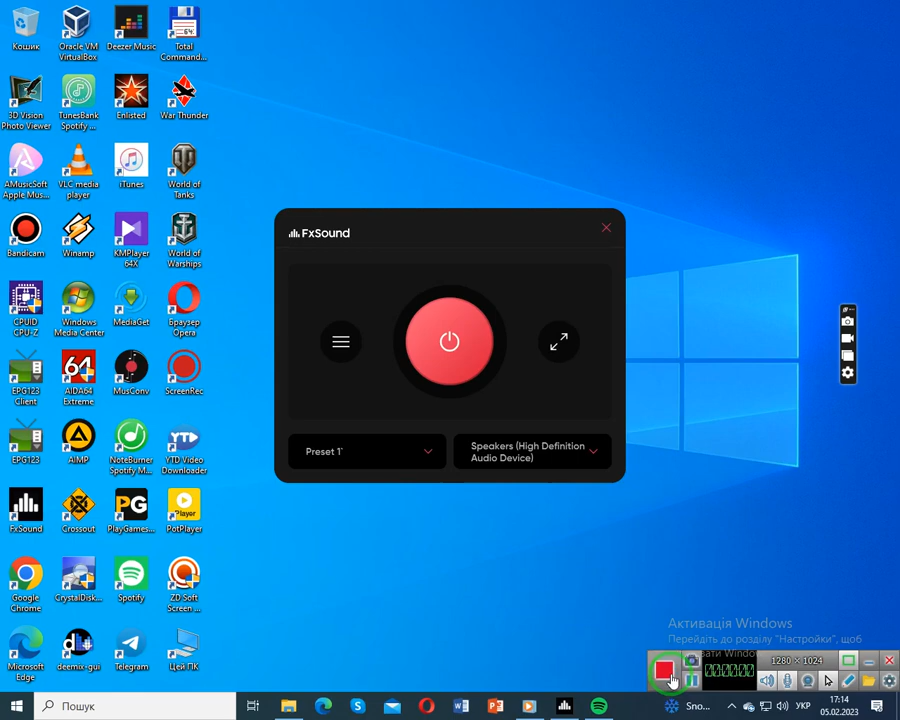 Кошик
Oracle VM
VirtualBox
Deezer Music
Total
Command...
3D Vision
Photo Viewer
TunesBank
Spotify ...
Enlisted
War Thunder
AMusicSoft
Apple Mus...
VLC media
player
iTunes
World of
Tanks
Bandicam
Winamp
KMPlayer
64X
World of
Warships
CPUID
CPU-Z
Windows
Media Center
MediaGet
Браузер
Opera
EPG123
Client
64
AIDA64
Extreme
MusConv
ScreenRec
EPG123
AIMP
NoteBurner
Spotify M...
YTD
YTD Video
Downloader
FxSound
Crossout
PG
PlayGames...
Player
PotPlayer
Google
Chrome
CrystalDisk...
Spotify
ZD Soft
Screen ...
Microsoft
Edge
deemix-gui
Telegram
Цей ПК
FxSound
Preset 1*
Speakers (High Definition
Audio Device)
Активація Windows
Перейдіть до розділу "Настройки", щоб
1280 × 1024
000000
Пошук
Sno...
УКР
17:14
05.02.2023